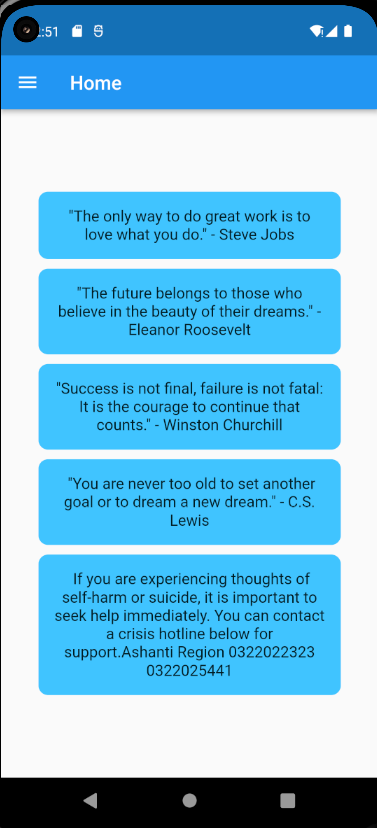 :51
Home
"The only way to do great work is to
love what you do." - Steve Jobs
"The future belongs to those who
believe in the beauty of their dreams." -
Eleanor Roosevelt
"Success is not final, failure is not fatal:
It is the courage to continue that
counts." - Winston Churchill
"You are never too old to set another
goal or to dream a new dream." - C.S.
Lewis
If you are experiencing thoughts of
self-harm or suicide, it is important to
seek help immediately. You can contact
a crisis hotline below for
support.Ashanti Region 0322022323
0322025441